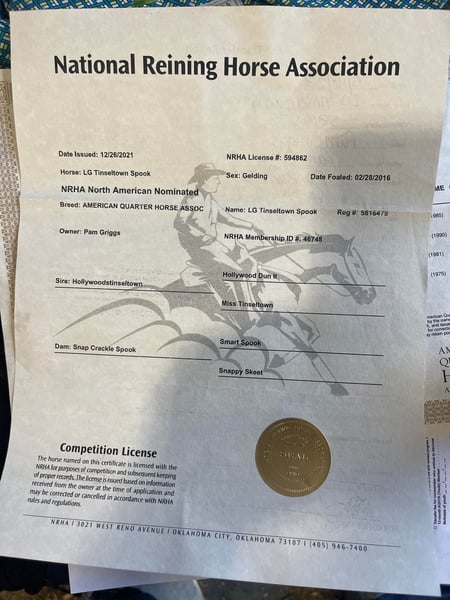 National Reining Horse Association
Date Issued: 12/26/2021
NRHA License #: 594862
Horse: LG Tinseltown Spook
Sex: Gelding
Date Foaled: 02/28/2016
NRHA North American Nominated
Breed: AMERICAN QUARTER HORSE ASSOC
Name: LG Tinseltown Spook
Reg #: 5816475
Owner: Pam Griggs
NRHA Membership ID #: 46748
Hollywood Dun It
Sire: Hollywoodstinseltown
Miss Tinseltown
Smart Spook
Dam: Snap Crackle Spook
Snappy Skeet
Competition License
The horse named on this certificate is licensed with the
NRHA for purposes of competition and subsequent keeping
of proper records. The license is issued based on information
received from the owner at the time of application and
may be corrected or cancelled in accordance with NRHA
rules and regulations.
NRHA | 3021 WEST RENO AVENUE | OKLAHOMA CITY, OKLAHOMA 73107 | (405) 946-7400
(1985)
(1990)
(1981)
(1975)